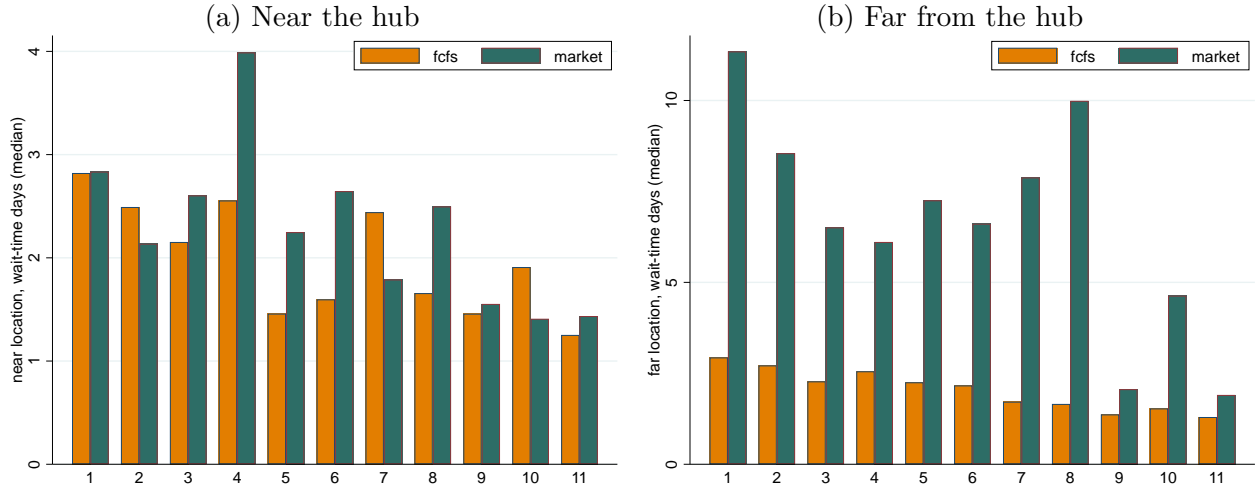 (a) Near the hub
near location, wait-time days (median)
fcfs market
4
3
2
1
0
1 2 3 4 5 6 7 8 9 10 11
(b) Far from the hub
far location, wait-time days (median)
fcfs market
10
5
0
1 2 3 4 5 6 7 8 9 10 11